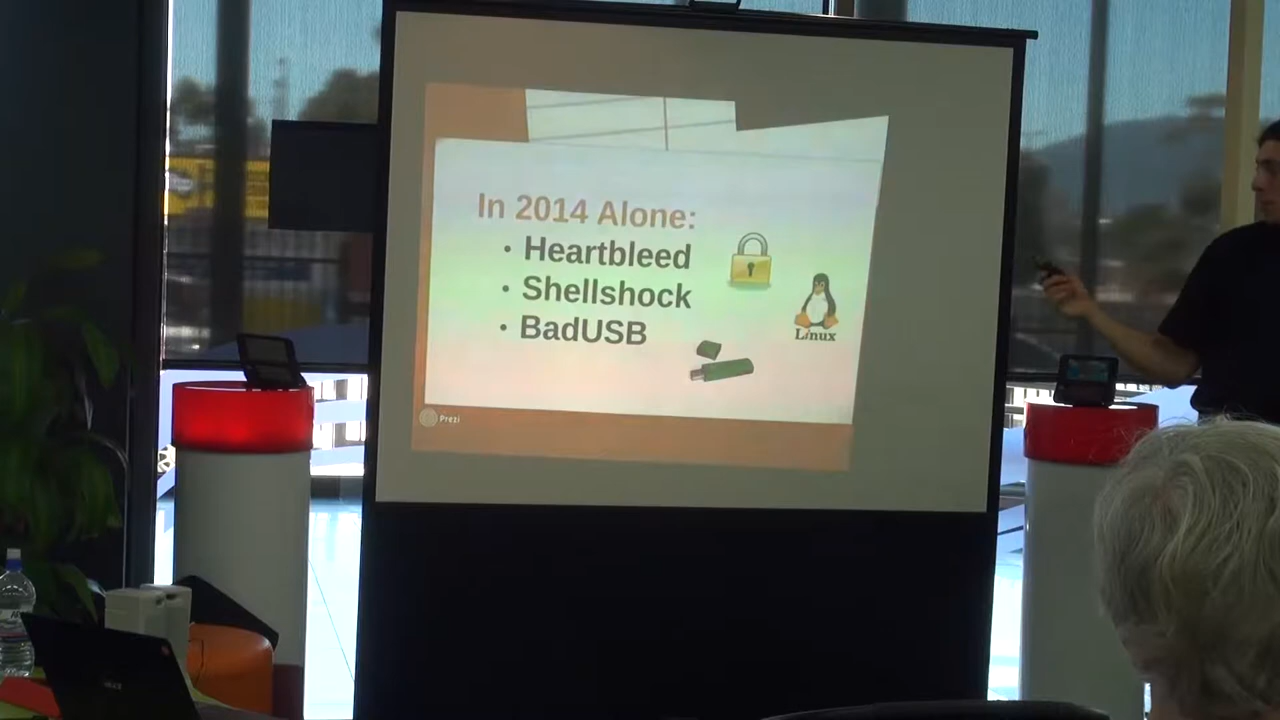 In 2014 Alone:
• Heartbleed
• Shellshock
• BadUSB
Linux
Prezi